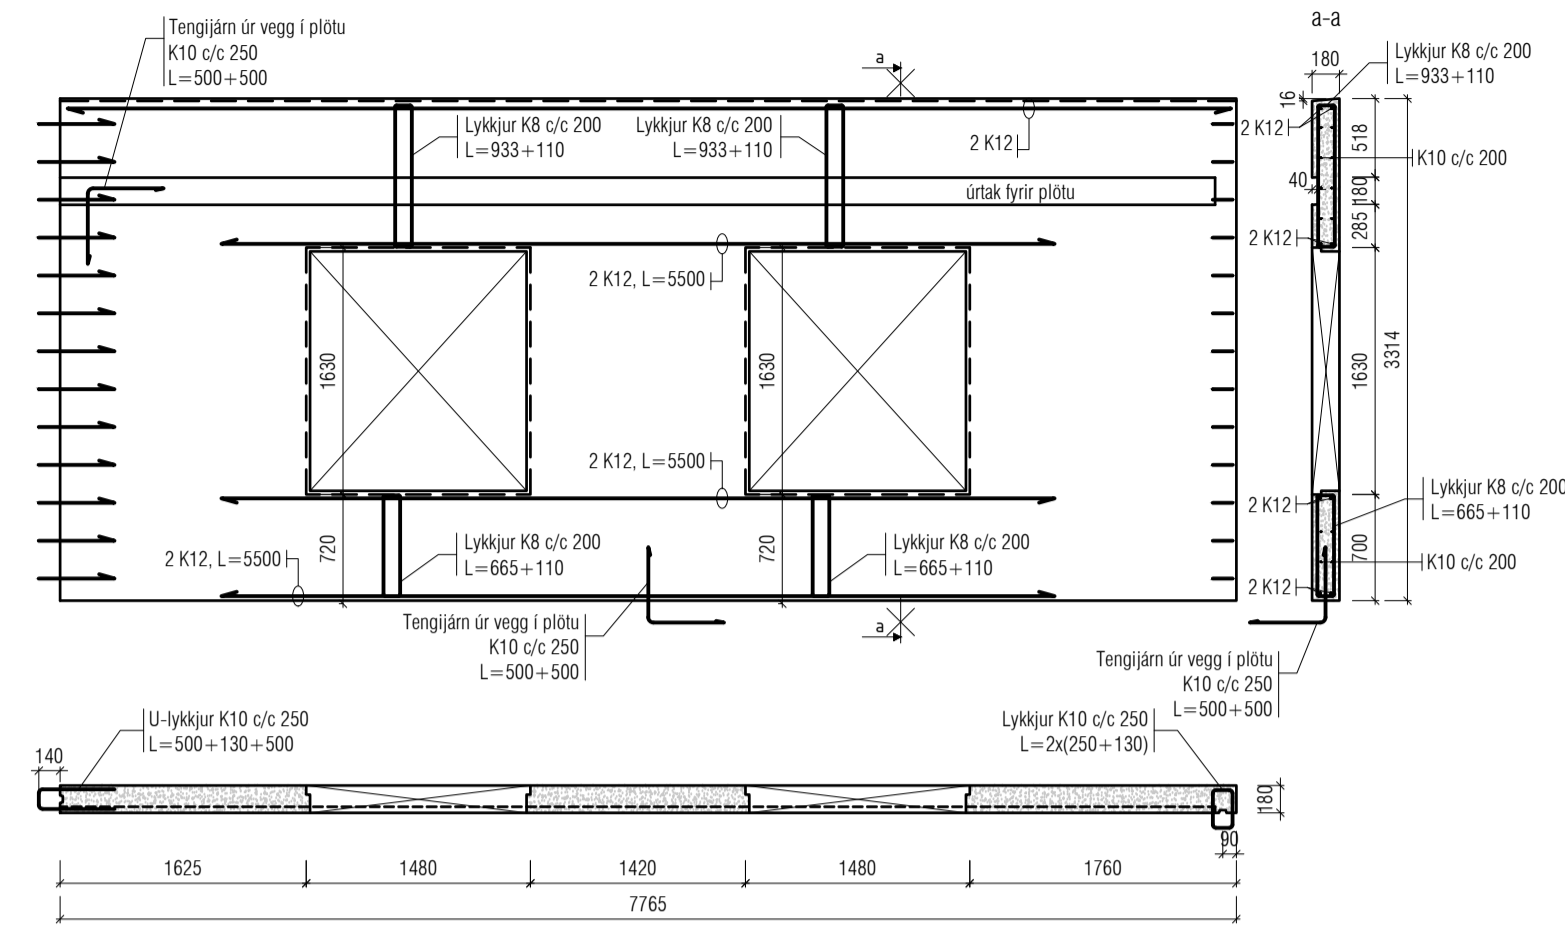 Tengijárn úr vegg í plötu
K10 c/c 250
L=500+500
a
Lykkjur K8 c/c 200
L=933+110
Lykkjur K8 c/c 200
L=933+110
2 K12
úrtak fyrir plötu
2 K12, L=5500
1630
1630
2 K12, L=5500
720
720
2 K12, L=5500
Lykkjur K8 c/c 200
L=665+110
Lykkjur K8 c/c 200
L=665+110
Tengijárn úr vegg í plötu
K10 c/c 250
L=500+500
a
a-a
180
Lykkjur K8 c/c 200
L=933+110
16
2 K12
518
K10 c/c 200
40
180
285
2 K12
1630
3314
2 K12
Lykkjur K8 c/c 200
L=665+110
700
K10 c/c 200
2 K12
Tengijárn úr vegg í plötu
K10 c/c 250
L=500+500
U-lykkjur K10 c/c 250
L=500+130+500
Lykkjur K10 c/c 250
L=2x(250+130)
140
180
90
1625
1480
1420
1480
1760
7765